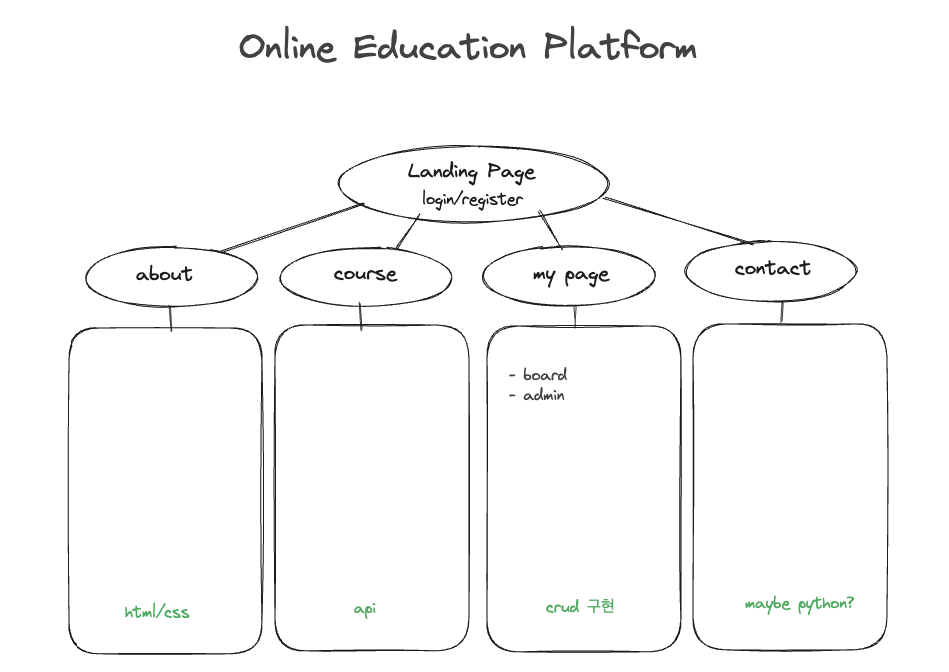 Online Education Platform
Landing Page
login/register
about
course
my page
contact
- board
- admin
html/css
api
crud 구현
maybe python?